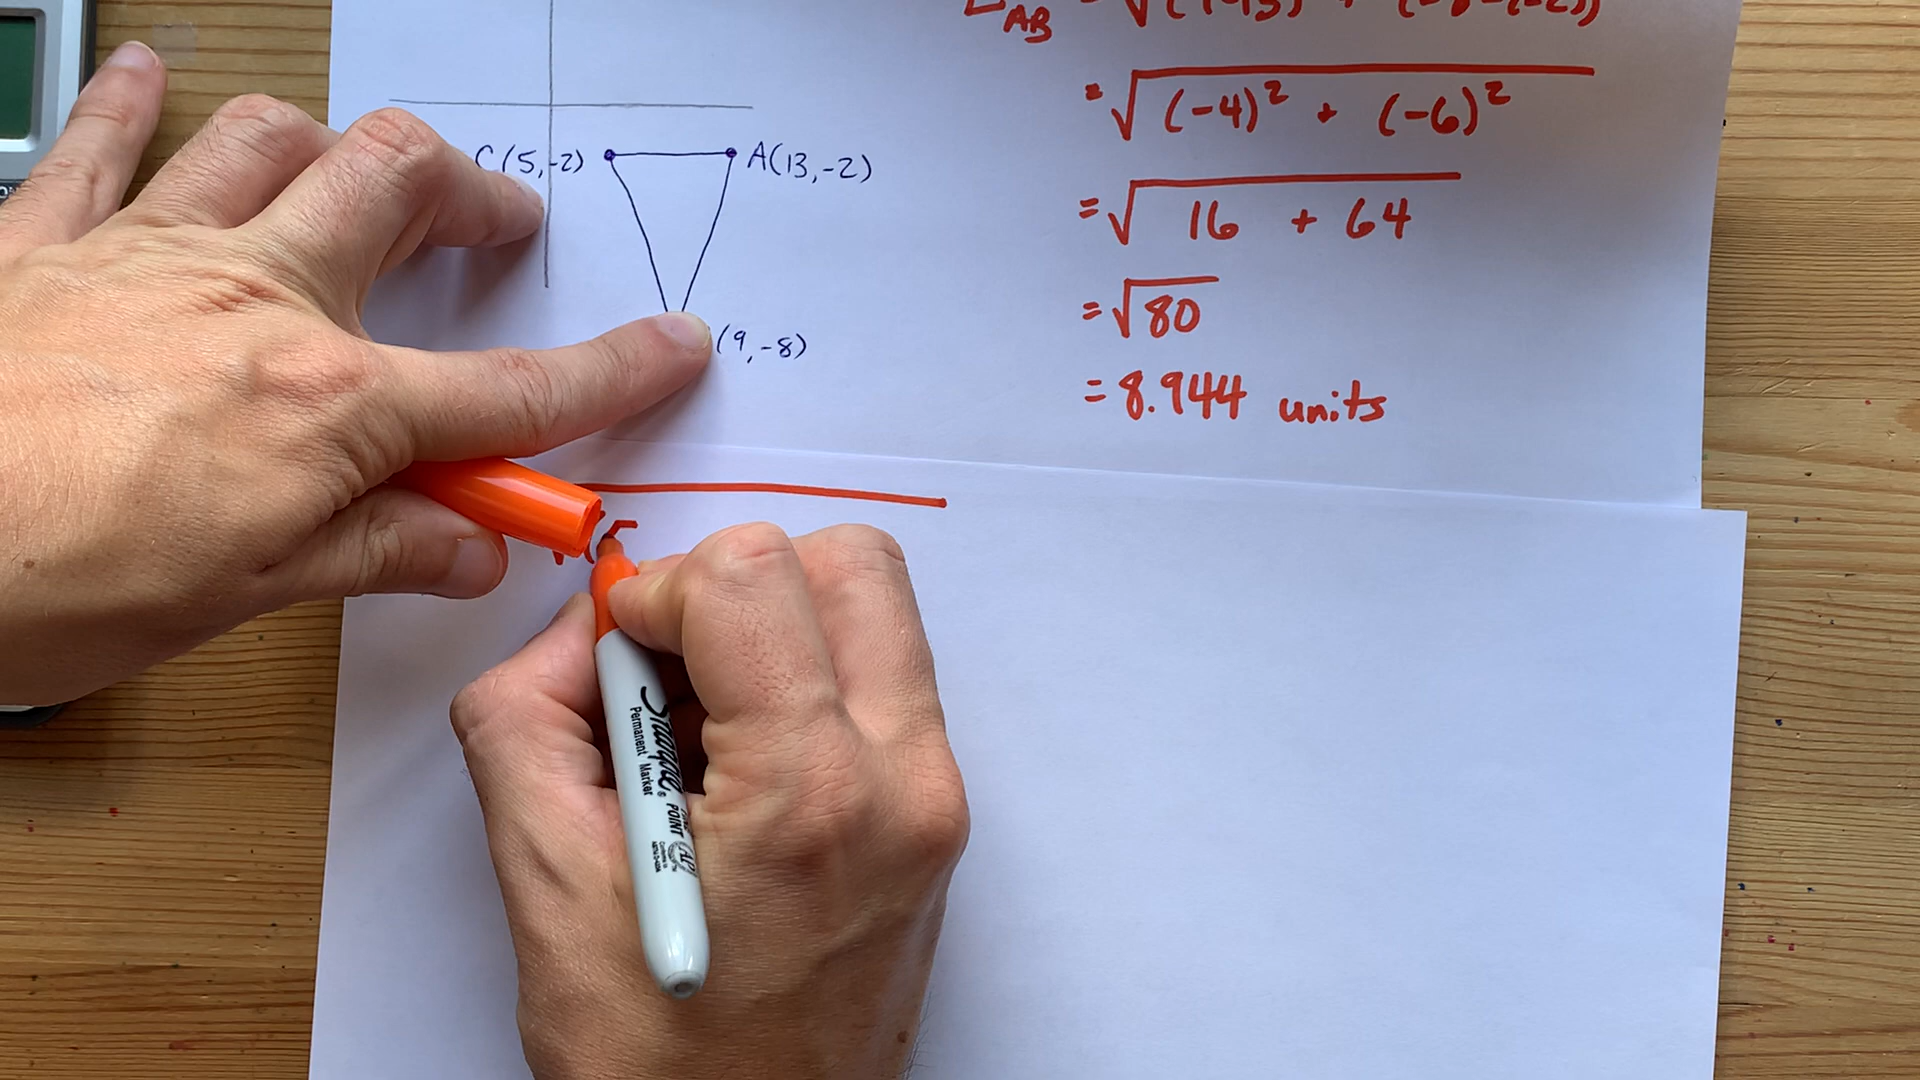 = √(-4)² + (-6)²
C(5,-2)
A(13,-2)
(9,-8)
= √16 + 64
= √80
= 8.944 units
Sharpie®
Permanent Marker
POINT
AP